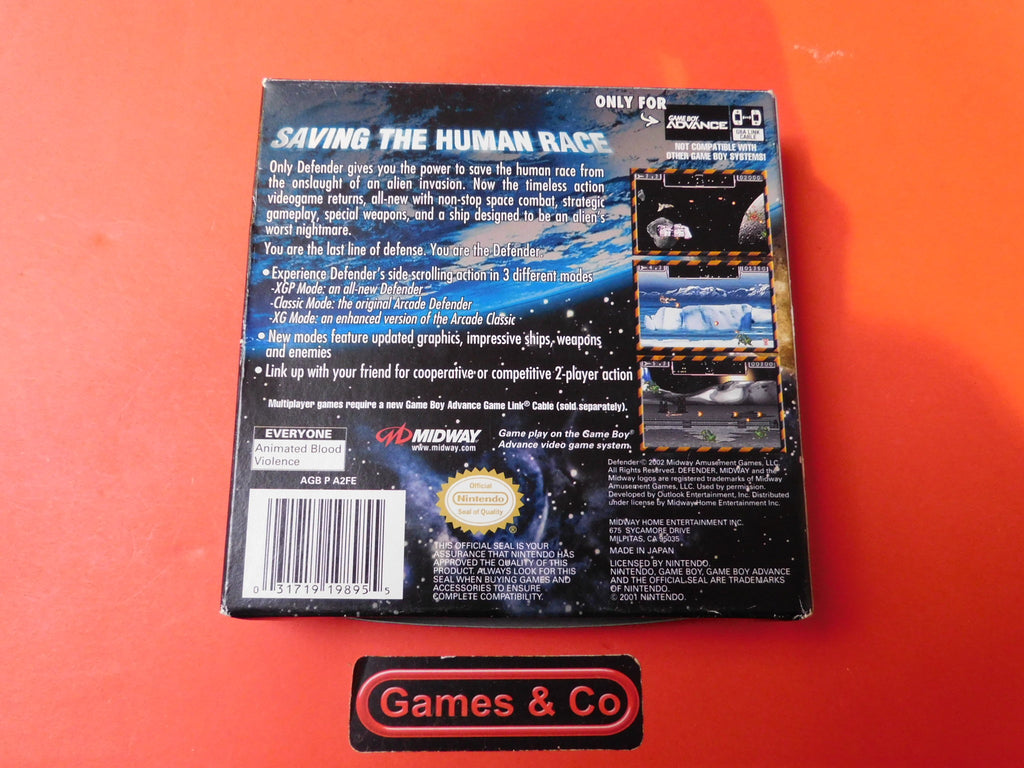 ONLY FOR
GAME BOY
ADVANCE
GBA LINK
CABLE
NOT COMPATIBLE WITH
OTHER GAME BOY SYSTEMS!
SAVING THE HUMAN RACE
Only Defender gives you the power to save the human race from
the onslaught of an alien invasion. Now the timeless action
videogame returns, all-new with non-stop space combat, strategic
gameplay, special weapons, and a ship designed to be an alien's
worst nightmare.
You are the last line of defense. You are the Defender.
• Experience Defender's side-scrolling action in 3 different modes
-XGP Mode: an all-new Defender
-Classic Mode: the original Arcade Defender
-XG Mode: an enhanced version of the Arcade Classic
• New modes feature updated graphics, impressive ships, weapons
and enemies
• Link up with your friend for cooperative or competitive 2-player action
Multiplayer games require a new Game Boy Advance Game Link® Cable (sold separately).
EVERYONE
Animated Blood
Violence
AGB P A2FE
MIDWAY
www.midway.com
Game play on the Game Boy®
Advance video game system.
0 31719 19895 5
Official
Nintendo
Seal of Quality
®
THIS OFFICIAL SEAL IS YOUR
ASSURANCE THAT NINTENDO HAS
APPROVED THE QUALITY OF THIS
PRODUCT. ALWAYS LOOK FOR THIS
SEAL WHEN BUYING GAMES AND
ACCESSORIES TO ENSURE
COMPLETE COMPATIBILITY.
Defender © 2002 Midway Amusement Games, LLC.
All Rights Reserved. DEFENDER, MIDWAY and the
Midway logos are registered trademarks of Midway
Amusement Games, LLC. Used by permission.
Developed by Outlook Entertainment, Inc. Distributed
under license by Midway Home Entertainment Inc.
MIDWAY HOME ENTERTAINMENT INC.
675 SYCAMORE DRIVE
MILPITAS, CA 95035
MADE IN JAPAN
LICENSED BY NINTENDO.
NINTENDO, GAME BOY, GAME BOY ADVANCE
AND THE OFFICIAL SEAL ARE TRADEMARKS
OF NINTENDO.
© 2001 NINTENDO.
Games & Co